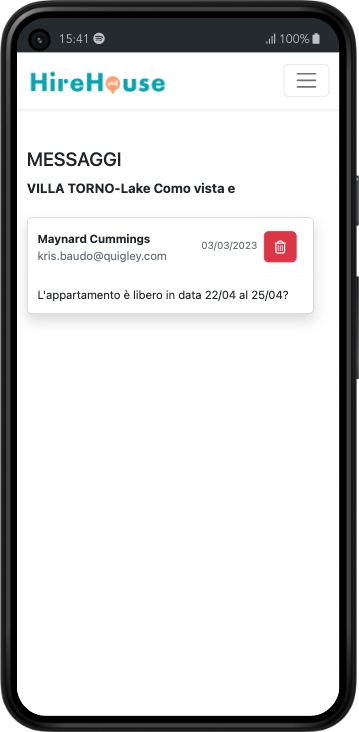 15:41
100%
HireHouse
MESSAGGI
VILLA TORNO-Lake Como vista e
Maynard Cummings
03/03/2023
kris.baudo@quigley.com
L'appartamento è libero in data 22/04 al 25/04?